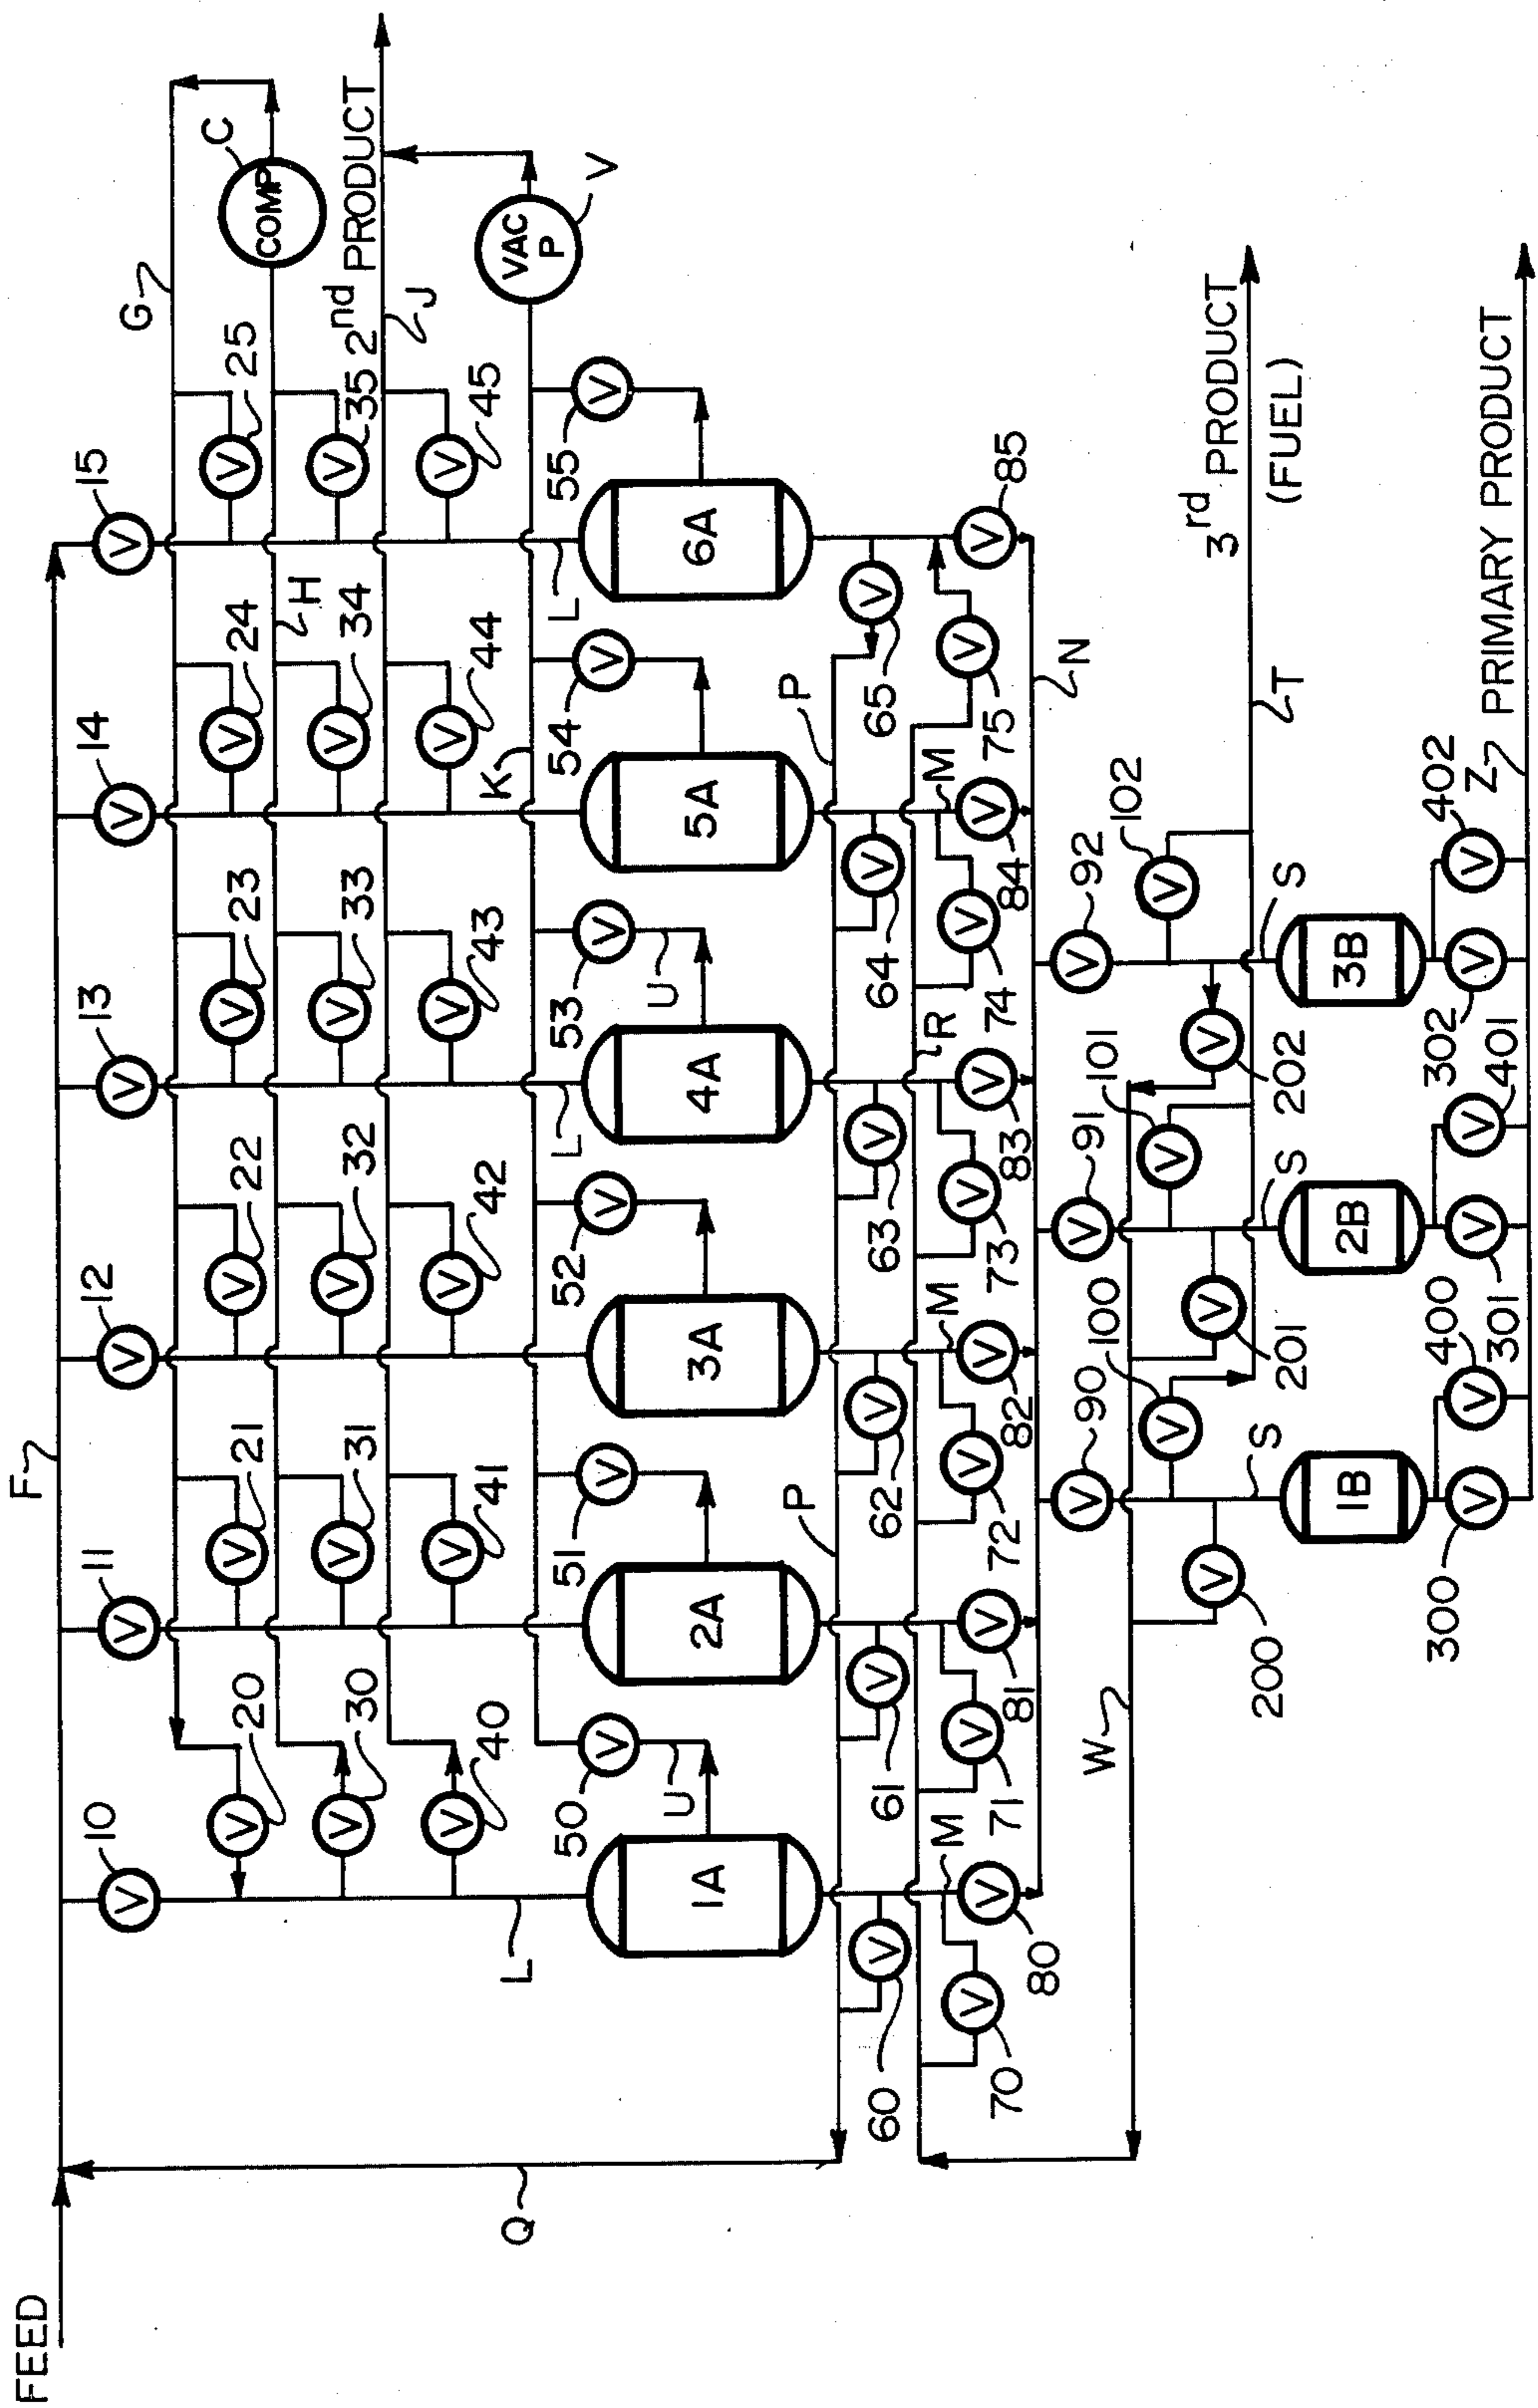 FEED
F
10
11
12
13
14
15
G
C
V
V
V
V
V
V
20
21
22
23
24
25
V
V
V
V
V
V
COMP
H
30
31
32
33
34
35
V
V
V
V
V
V
2nd PRODUCT
J
40
41
42
43
44
45
V
V
V
V
V
V
K
VAC
P
V
50
51
52
53
54
55
V
V
V
V
V
V
L
L
L
U
U
Q
1A
2A
3A
4A
5A
6A
P
P
60
61
62
63
64
65
V
V
V
V
V
V
R
M
M
M
70
71
72
73
74
75
V
V
V
V
V
V
80
81
82
83
84
85
V
V
V
V
V
V
N
W
90
91
92
V
V
V
100
101
102
V
V
V
3rd PRODUCT
(FUEL)
200
201
202
V
V
V
T
S
S
S
1B
2B
3B
300
301
302
V
V
V
400
401
402
V
V
V
Z
PRIMARY PRODUCT